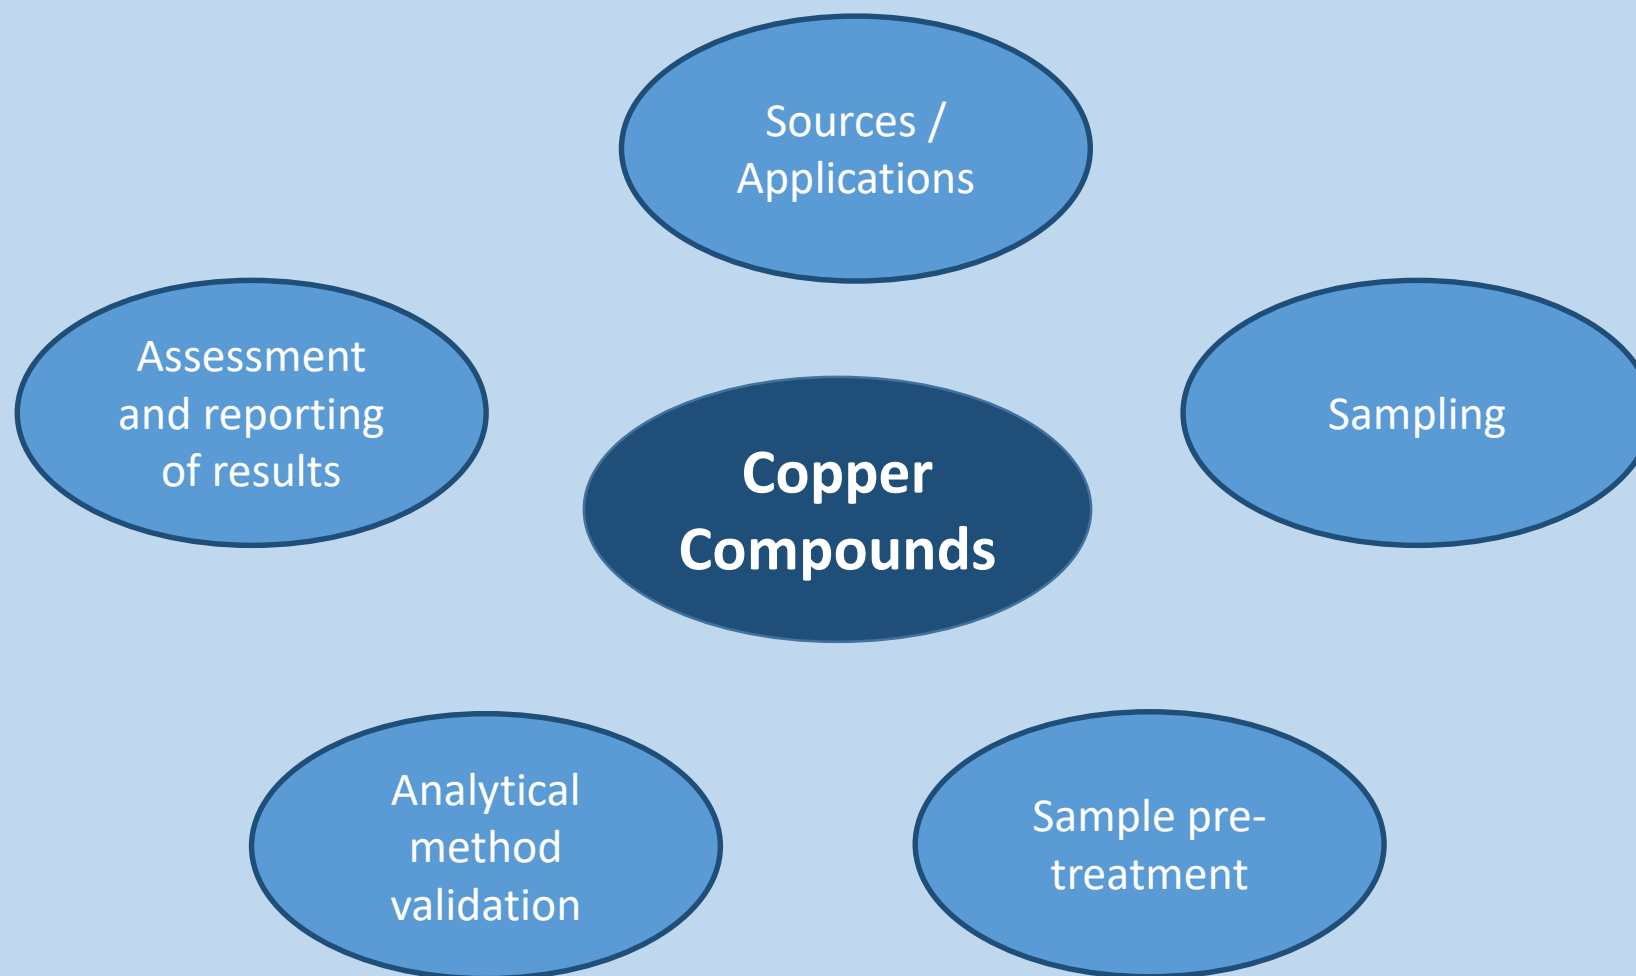 Sources /
Applications
Assessment
and reporting
of results
Sampling
Copper
Compounds
Analytical
method
validation
Sample pre-
treatment